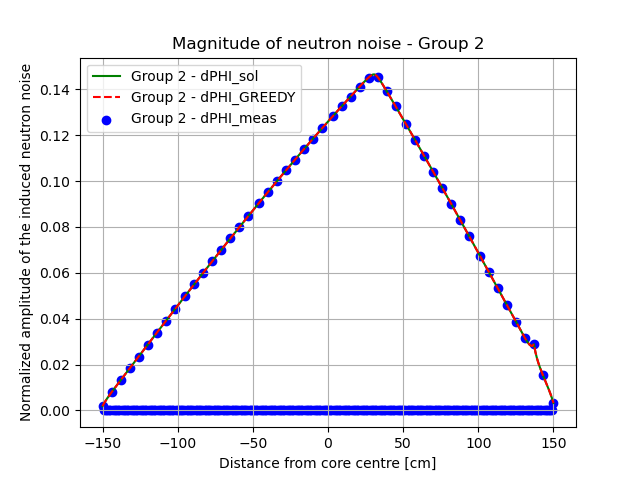 Magnitude of neutron noise - Group 2
Group 2 - dPHI_sol
Group 2 - dPHI_GREEDY
Group 2 - dPHI_meas
Normalized amplitude of the induced neutron noise
0.14
0.12
0.10
0.08
0.06
0.04
0.02
0.00
−150
−100
−50
0
50
100
150
Distance from core centre [cm]